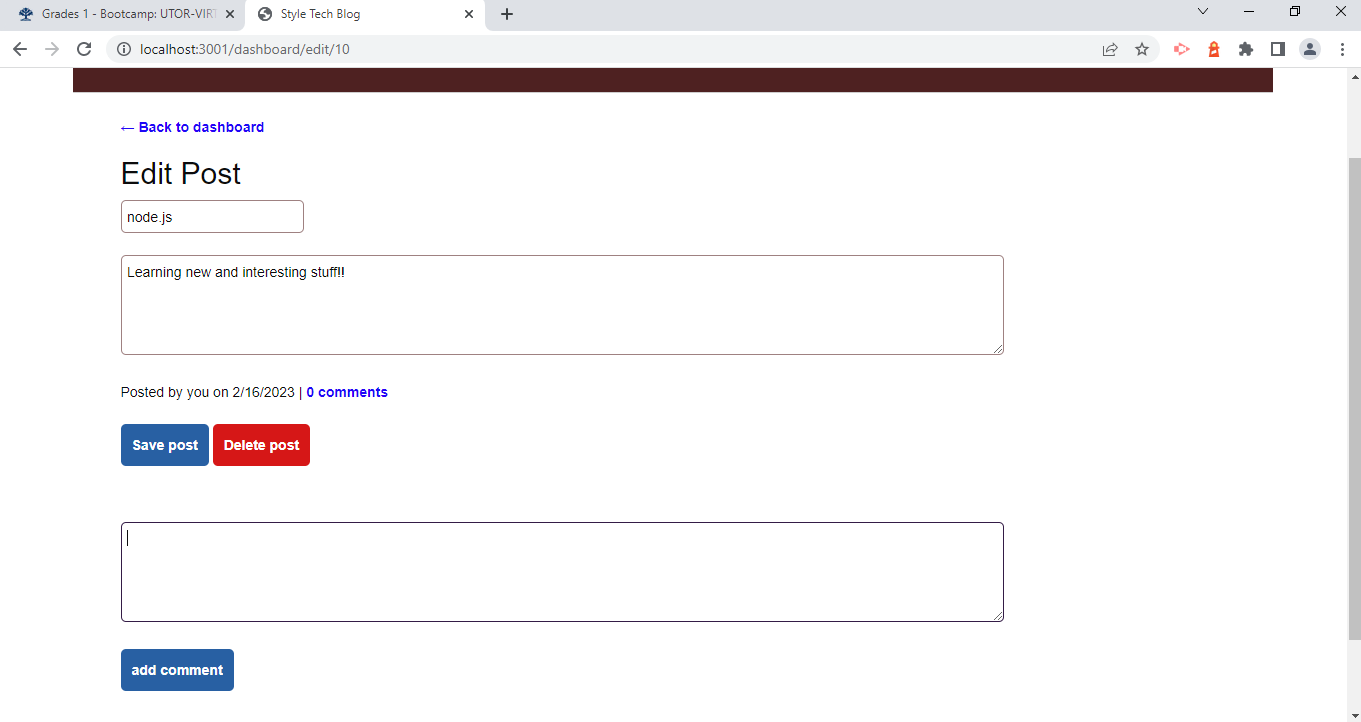 Grades 1 - Bootcamp: UTOR-VIRT
Style Tech Blog
localhost:3001/dashboard/edit/10
← Back to dashboard
Edit Post
node.js
Learning new and interesting stuff!!
Posted by you on 2/16/2023 | 0 comments
Save post Delete post
add comment